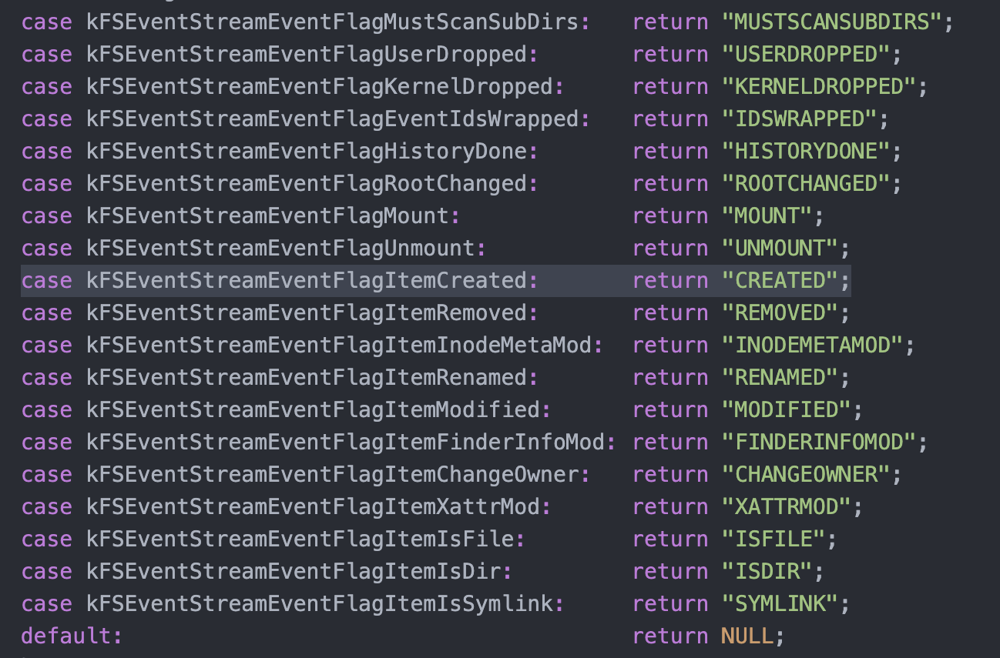 case kFSEventStreamEventFlagMustScanSubDirs:   return "MUSTSCANSUBDIRS";
case kFSEventStreamEventFlagUserDropped:       return "USERDROPPED";
case kFSEventStreamEventFlagKernelDropped:     return "KERNELDROPPED";
case kFSEventStreamEventFlagEventIdsWrapped:   return "IDSWRAPPED";
case kFSEventStreamEventFlagHistoryDone:       return "HISTORYDONE";
case kFSEventStreamEventFlagRootChanged:       return "ROOTCHANGED";
case kFSEventStreamEventFlagMount:             return "MOUNT";
case kFSEventStreamEventFlagUnmount:           return "UNMOUNT";
case kFSEventStreamEventFlagItemCreated:       return "CREATED";
case kFSEventStreamEventFlagItemRemoved:       return "REMOVED";
case kFSEventStreamEventFlagItemInodeMetaMod:  return "INODEMETAMOD";
case kFSEventStreamEventFlagItemRenamed:       return "RENAMED";
case kFSEventStreamEventFlagItemModified:      return "MODIFIED";
case kFSEventStreamEventFlagItemFinderInfoMod: return "FINDERINFOMOD";
case kFSEventStreamEventFlagItemChangeOwner:   return "CHANGEOWNER";
case kFSEventStreamEventFlagItemXattrMod:      return "XATTRMOD";
case kFSEventStreamEventFlagItemIsFile:        return "ISFILE";
case kFSEventStreamEventFlagItemIsDir:         return "ISDIR";
case kFSEventStreamEventFlagItemIsSymlink:     return "SYMLINK";
default:                                       return NULL;